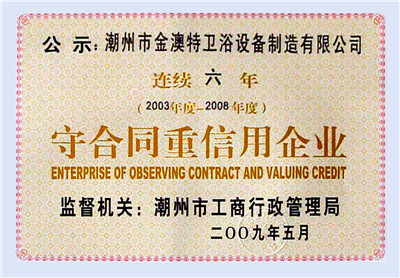 公 示：潮州市金澳特卫浴设备制造有限公司
连续 六 年
（2003年度–2008年度）
守合同重信用企业
ENTERPRISE OF OBSERVING CONTRACT AND VALUING CREDIT
监督机关：潮州市工商行政管理局
二〇〇九年五月